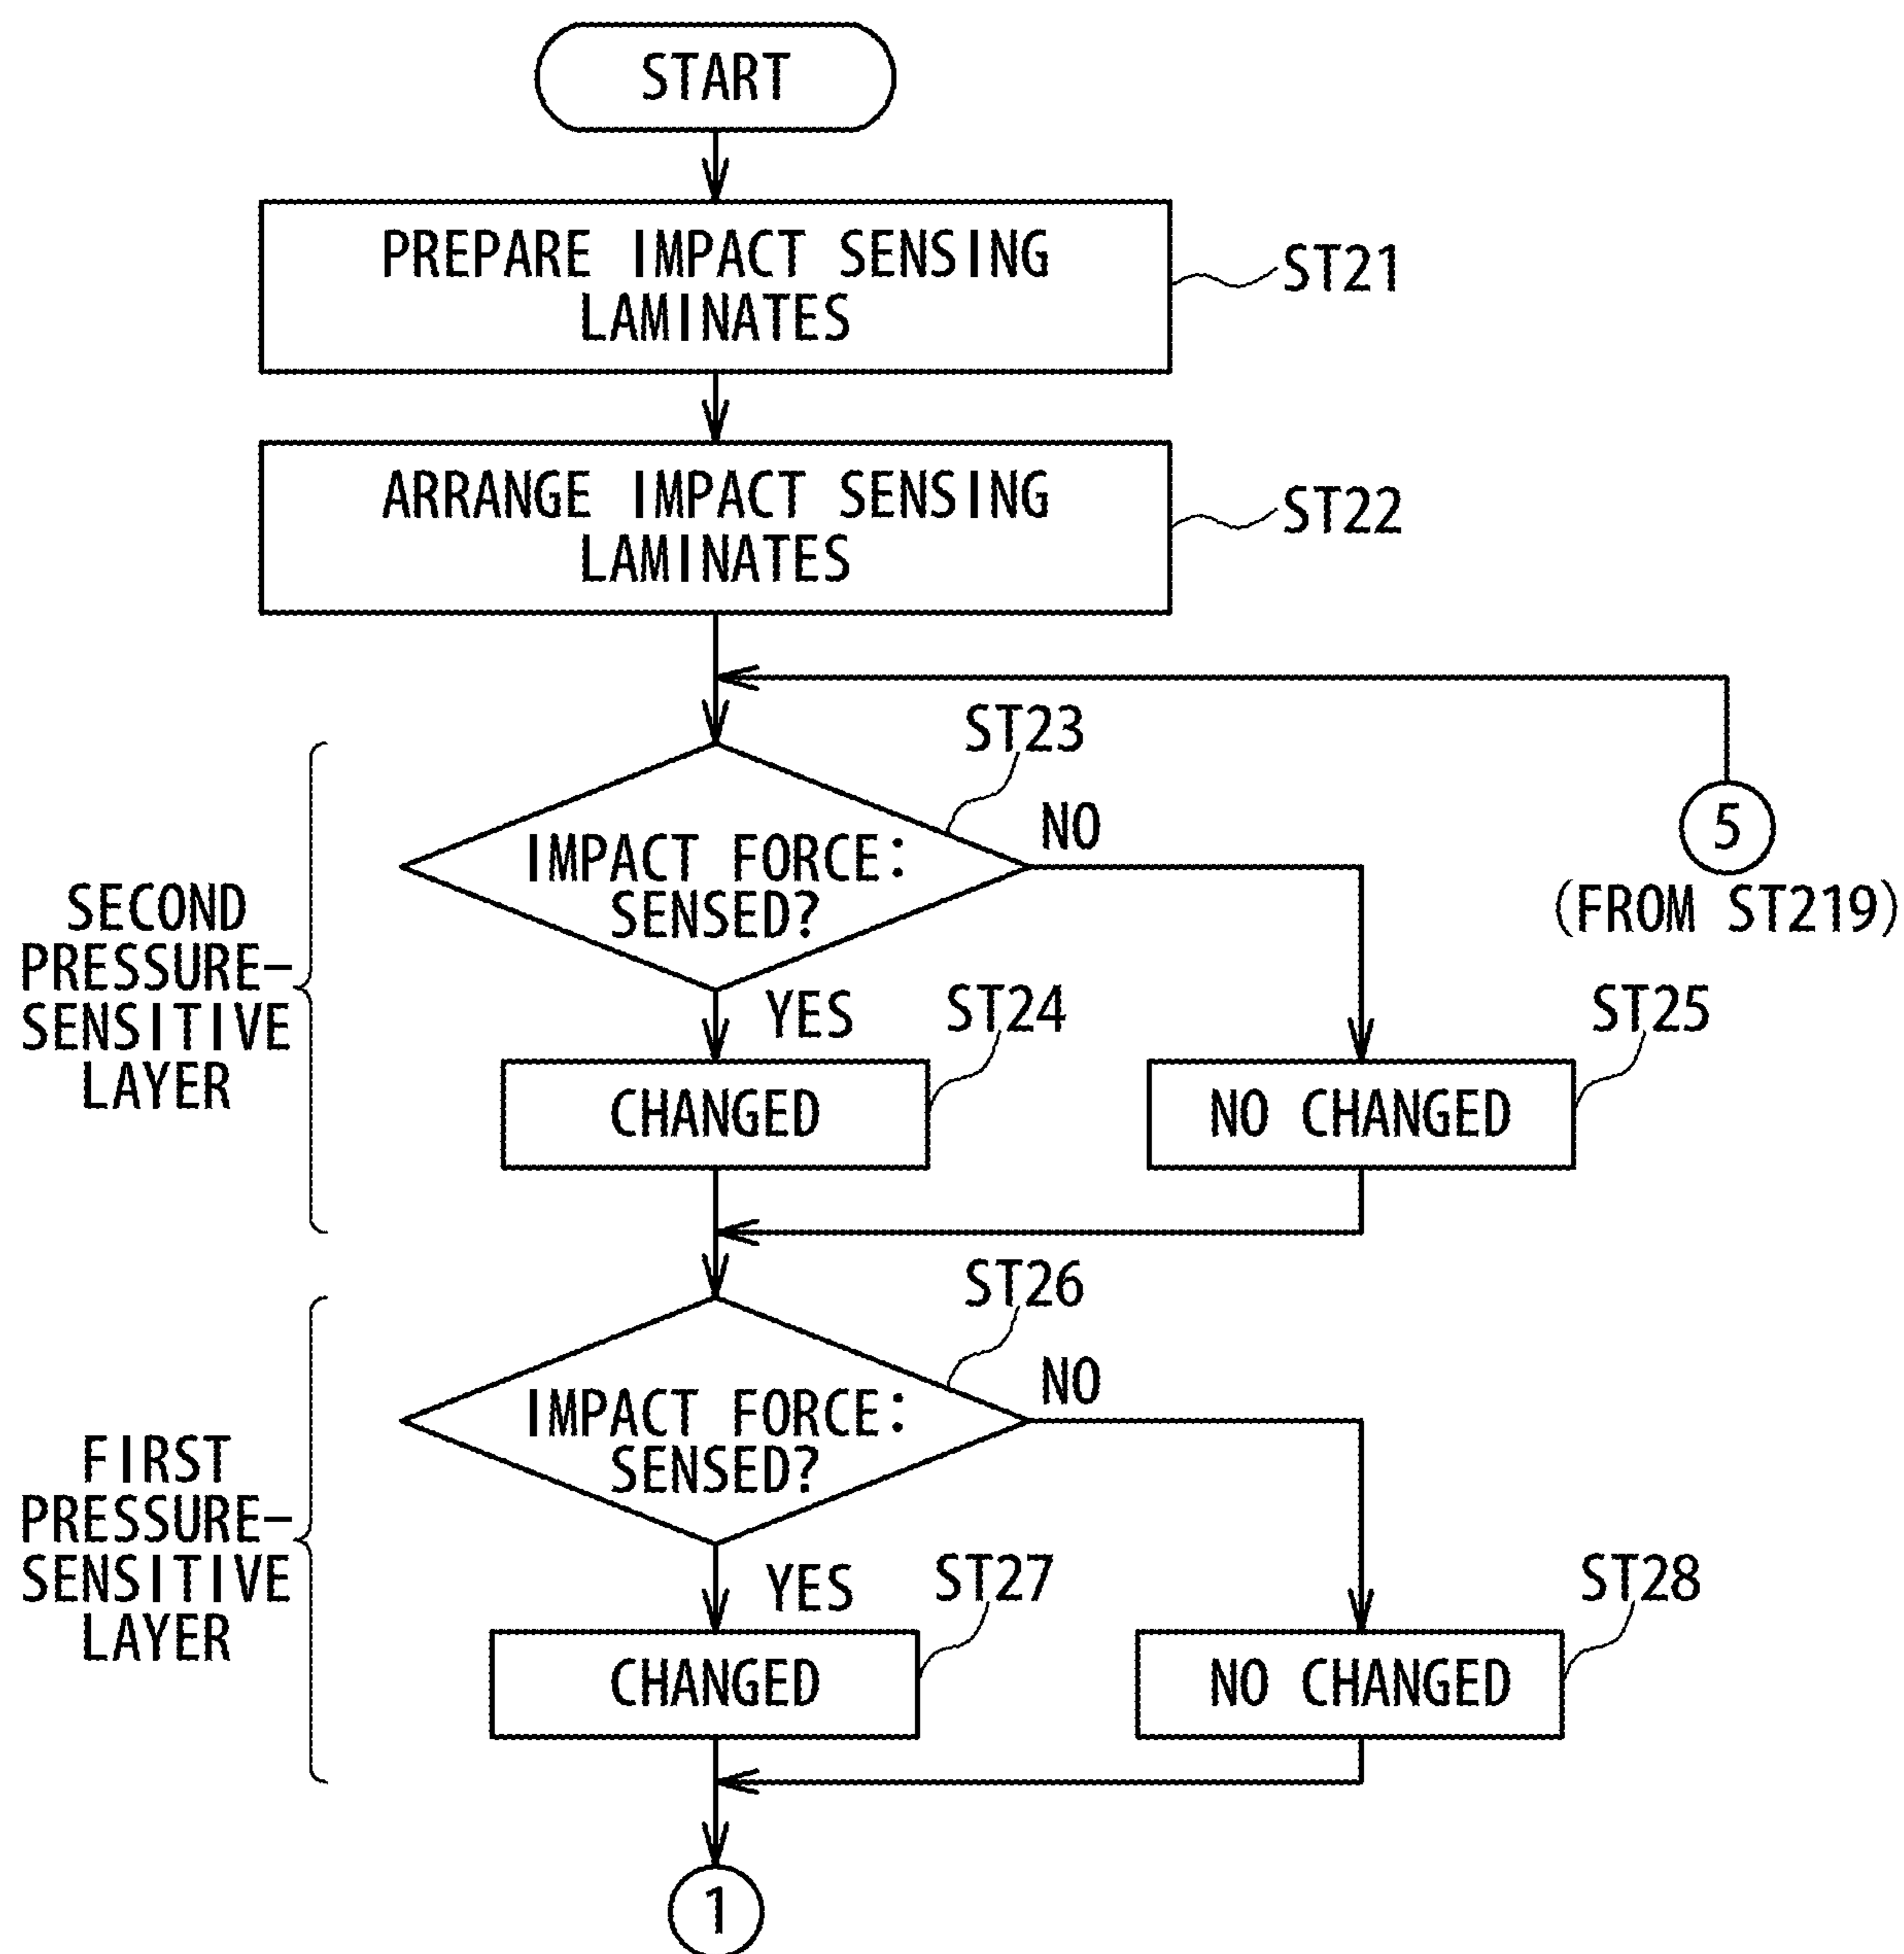 START
PREPARE IMPACT SENSING
LAMINATES
ST21
ARRANGE IMPACT SENSING
LAMINATES
ST22
5
(FROM ST219)
SECOND
PRESSURE-
SENSITIVE
LAYER
ST23
IMPACT FORCE:
SENSED?
NO
YES
ST24
CHANGED
ST25
NO CHANGED
FIRST
PRESSURE-
SENSITIVE
LAYER
ST26
IMPACT FORCE:
SENSED?
NO
YES
ST27
CHANGED
ST28
NO CHANGED
1